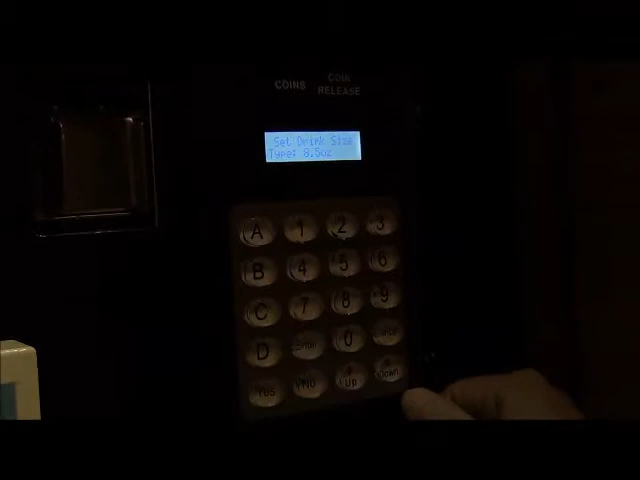 COINS
COIN
RELEASE
Set Drink Size
Type: 8.5oz
A 1 2 3
B 4 5 6
C 7 8 9
D 0
Yes No Up Down